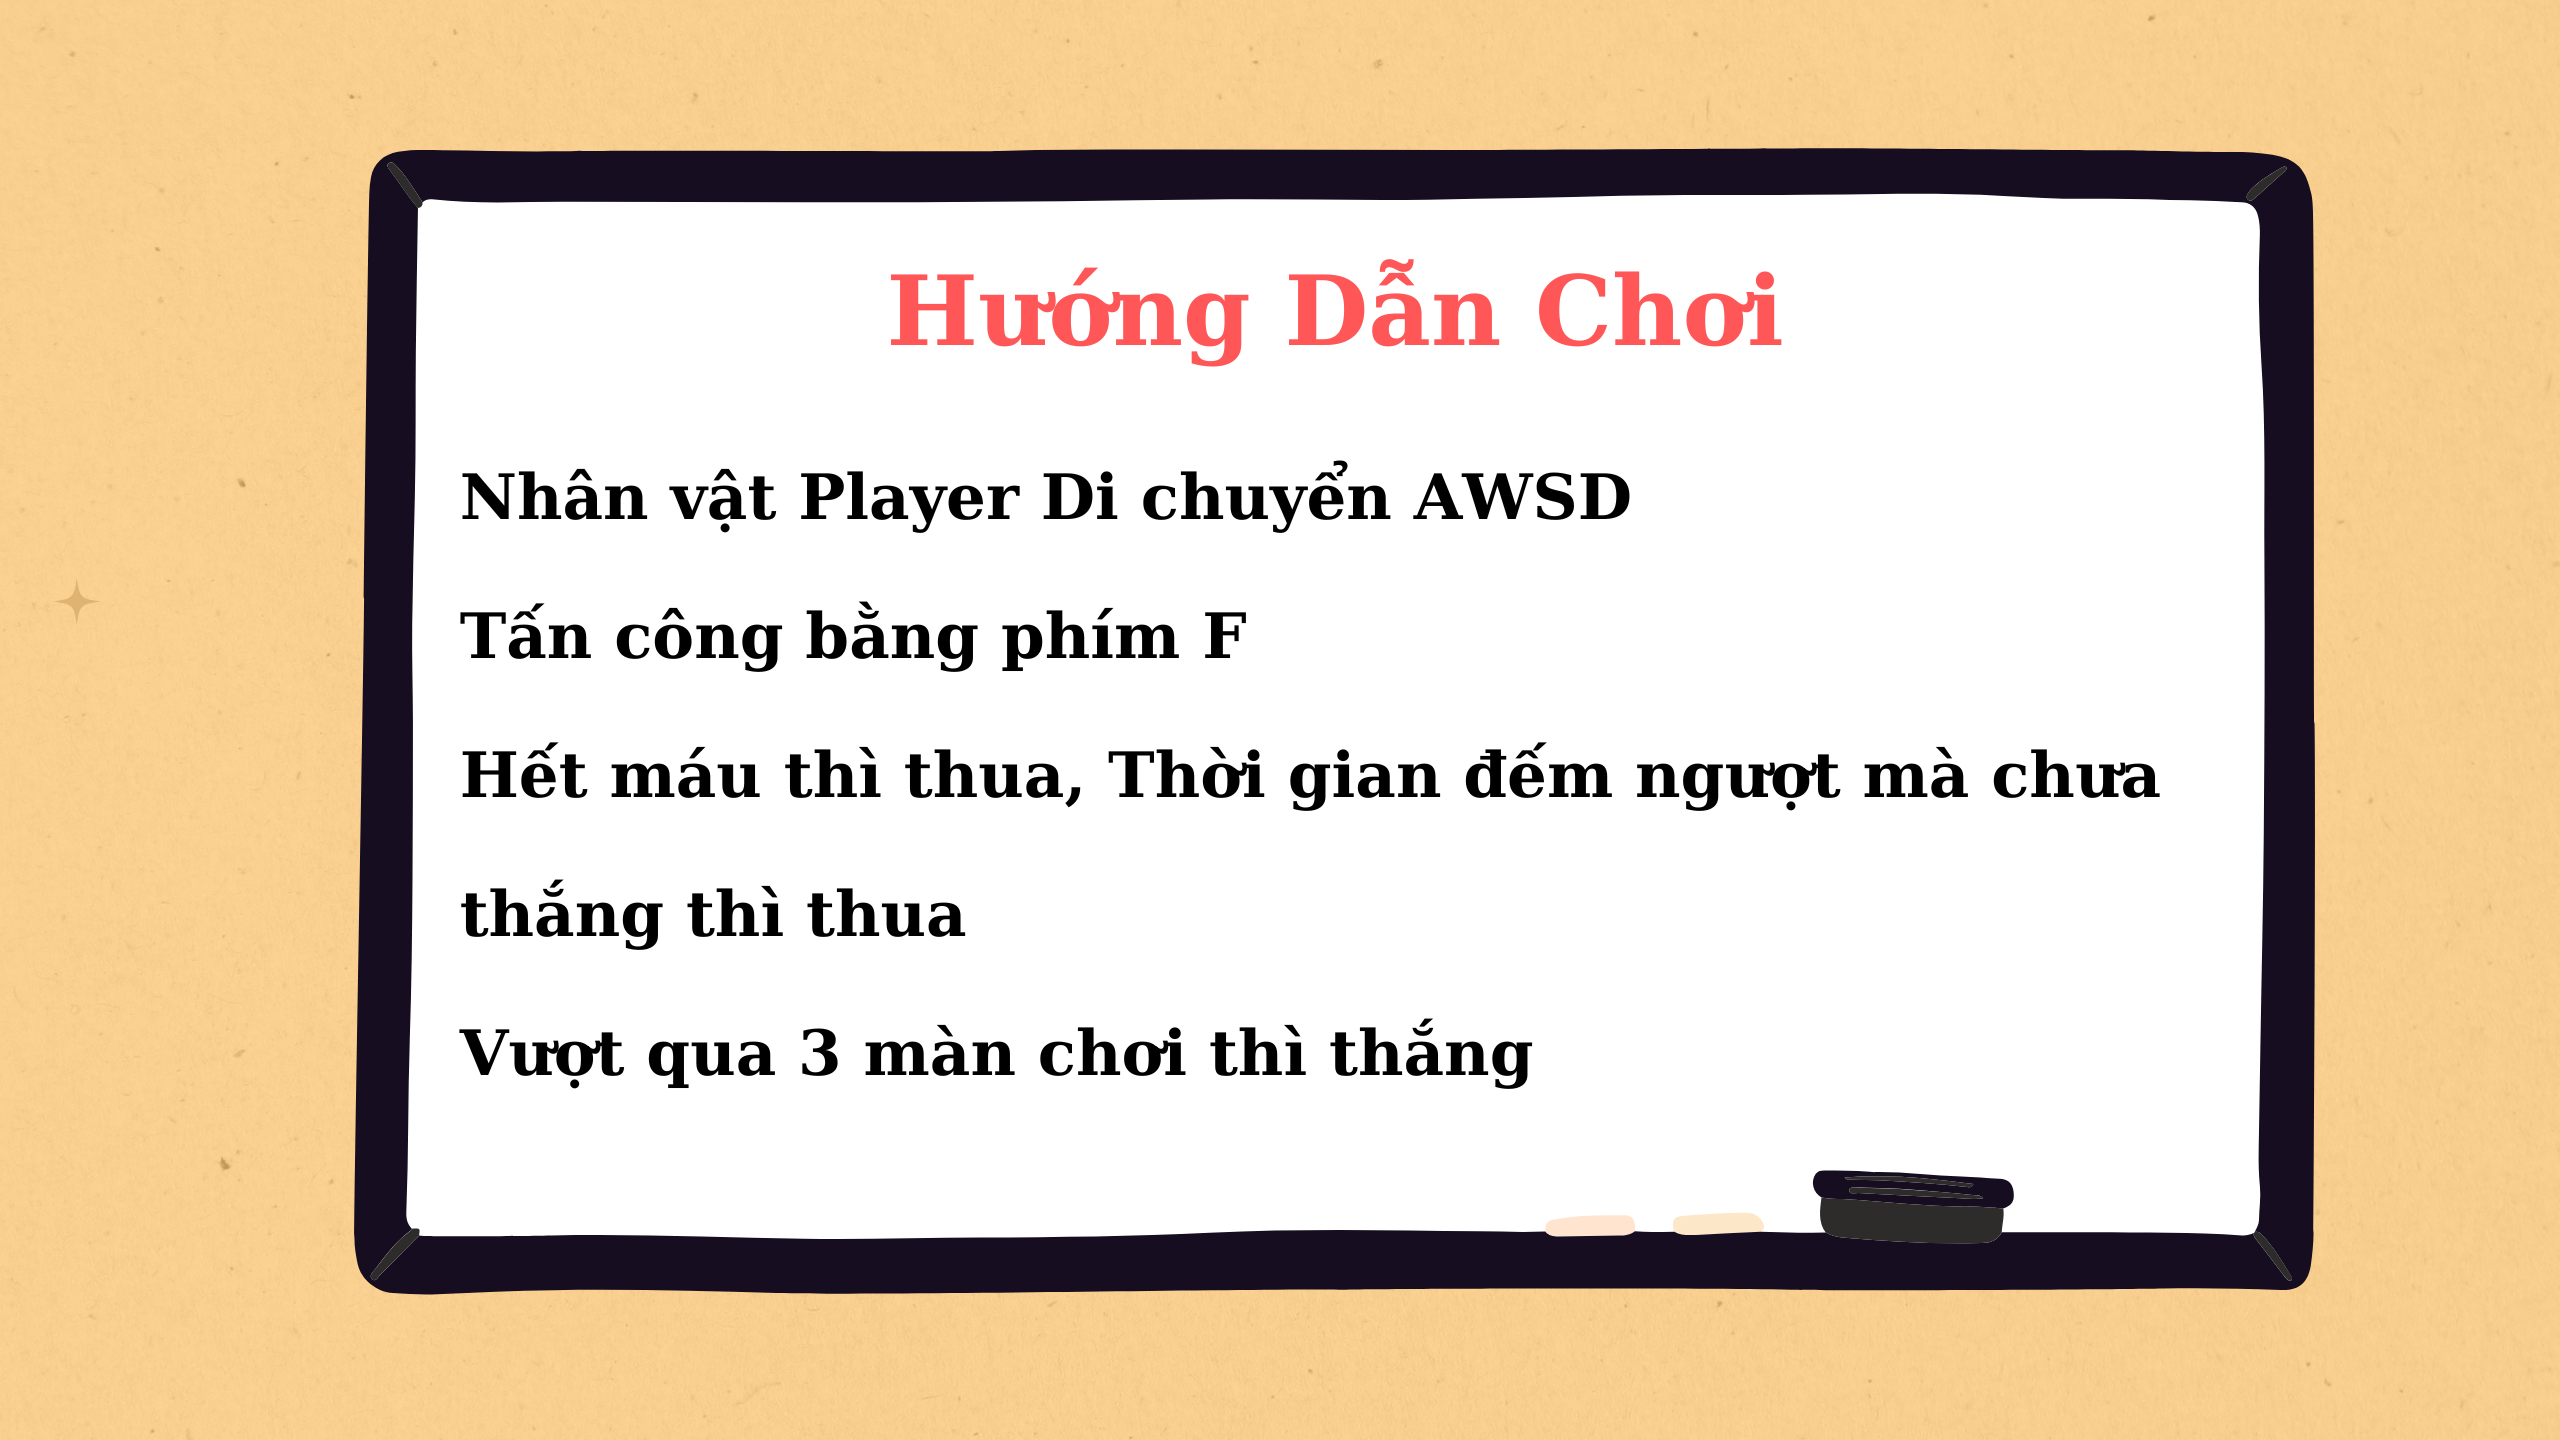 Hướng Dẫn Chơi
Nhân vật Player Di chuyển AWSD
Tấn công bằng phím F
Hết máu thì thua, Thời gian đếm ngượt mà chưa
thắng thì thua
Vượt qua 3 màn chơi thì thắng